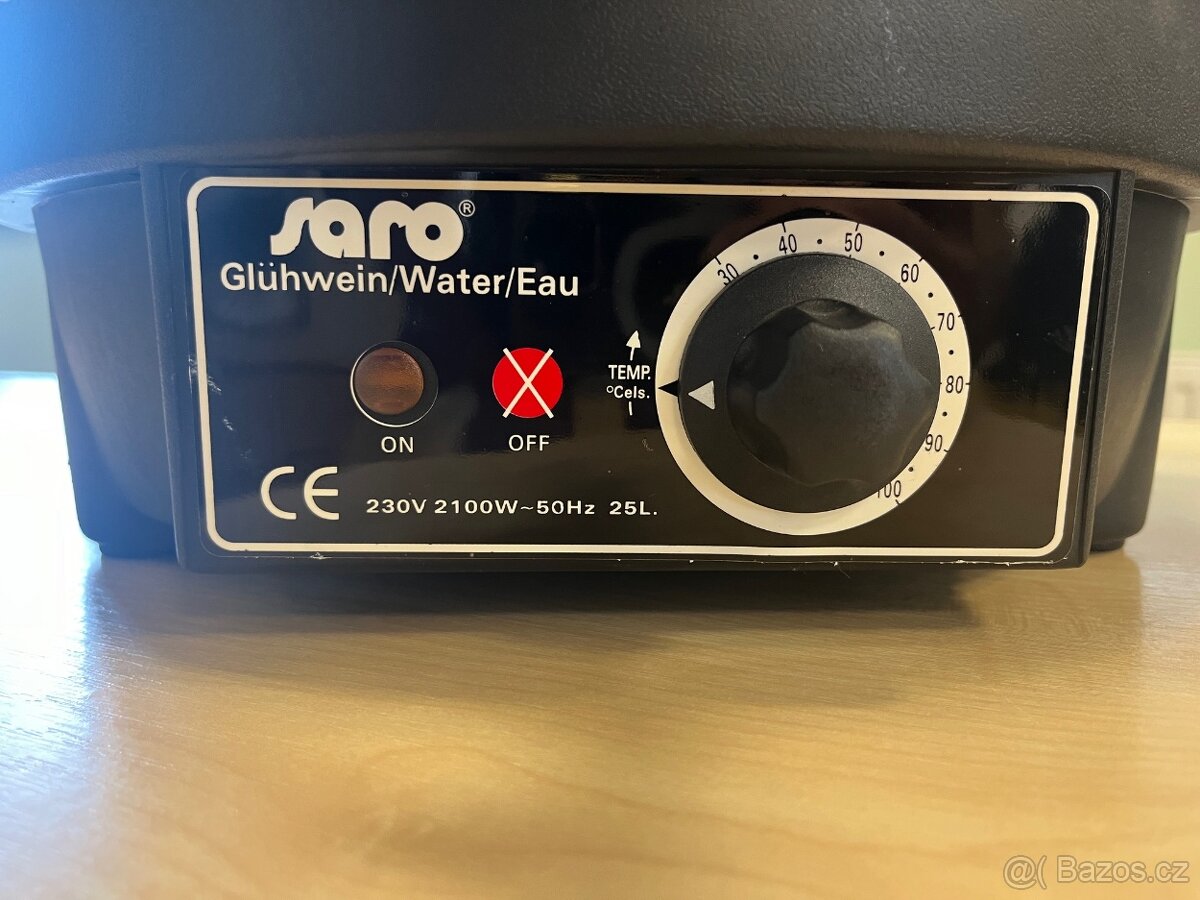 saro®
Glühwein/Water/Eau
ON
OFF
TEMP.
°Cels.
30
40
50
60
70
80
90
100
CE
230V 2100W~50Hz 25L.
@( Bazos.cz